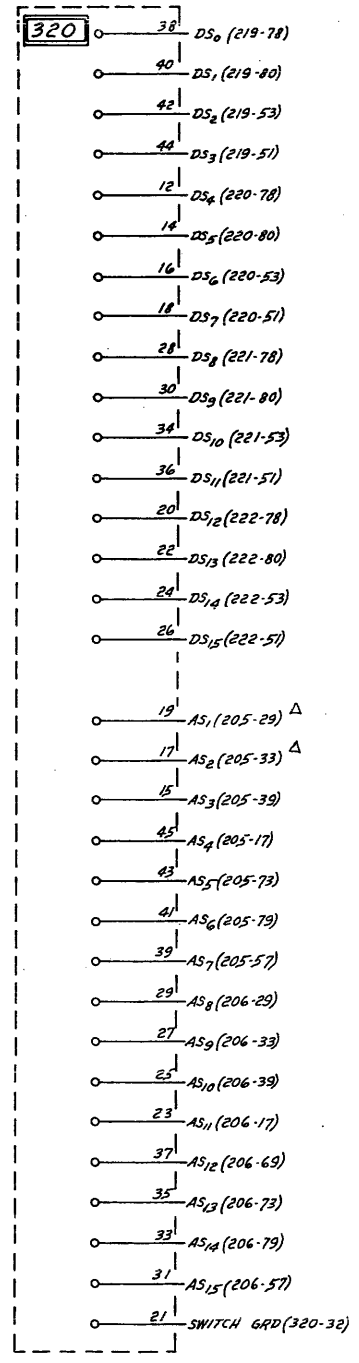 320
38 DS₀ (219-78)
40 DS₁ (219-80)
42 DS₂ (219-53)
44 DS₃ (219-51)
12 DS₄ (220-78)
14 DS₅ (220-80)
16 DS₆ (220-53)
18 DS₇ (220-51)
28 DS₈ (221-78)
30 DS₉ (221-80)
34 DS₁₀ (221-53)
36 DS₁₁ (221-51)
20 DS₁₂ (222-78)
22 DS₁₃ (222-80)
24 DS₁₄ (222-53)
26 DS₁₅ (222-51)
19 AS₁ (205-29) Δ
17 AS₂ (205-33) Δ
15 AS₃ (205-39)
45 AS₄ (205-17)
43 AS₅ (205-73)
41 AS₆ (205-79)
39 AS₇ (205-57)
29 AS₈ (206-29)
27 AS₉ (206-33)
25 AS₁₀ (206-39)
23 AS₁₁ (206-17)
37 AS₁₂ (206-69)
35 AS₁₃ (206-73)
33 AS₁₄ (206-79)
31 AS₁₅ (206-57)
21 SWITCH GRD (320-32)